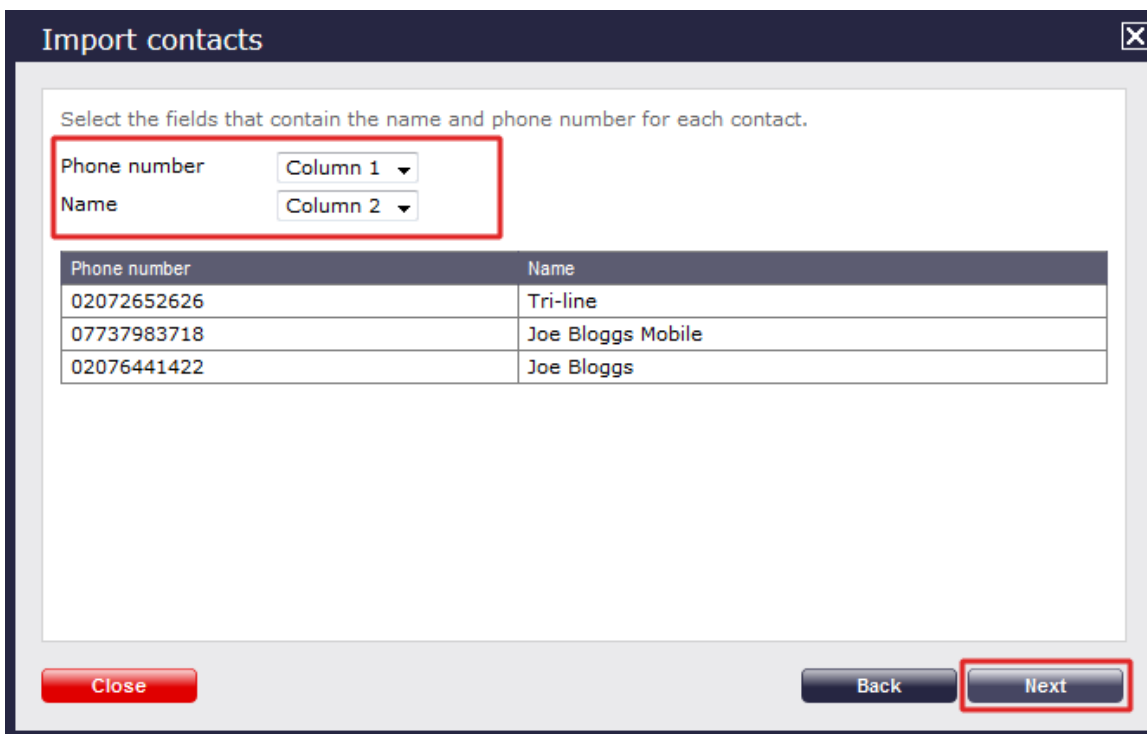 Import contacts
Select the fields that contain the name and phone number for each contact.
Phone number Column 1
Name Column 2
Phone number Name
02072652626 Tri-line
07737983718 Joe Bloggs Mobile
02076441422 Joe Bloggs
Close Back Next